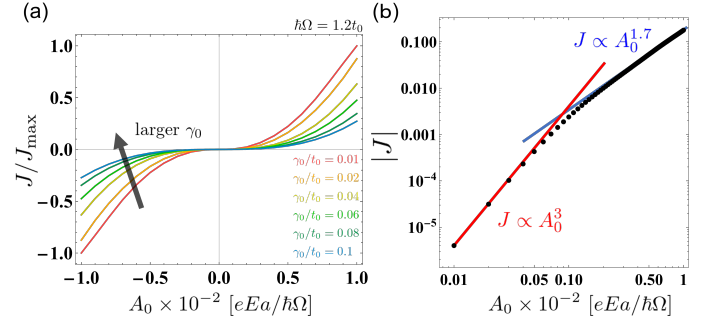 (a)
ħΩ = 1.2t₀
J/J_max
1.0
0.5
0.0
-0.5
-1.0
larger γ₀
γ₀/t₀ = 0.01
γ₀/t₀ = 0.02
γ₀/t₀ = 0.04
γ₀/t₀ = 0.06
γ₀/t₀ = 0.08
γ₀/t₀ = 0.1
-1.0 -0.5 0.0 0.5 1.0
A₀ × 10⁻² [eEa/ħΩ]
(b)
|J|
0.100
0.010
0.001
10⁻⁴
10⁻⁵
J ∝ A₀^1.7
J ∝ A₀³
0.01 0.05 0.10 0.50 1
A₀ × 10⁻² [eEa/ħΩ]